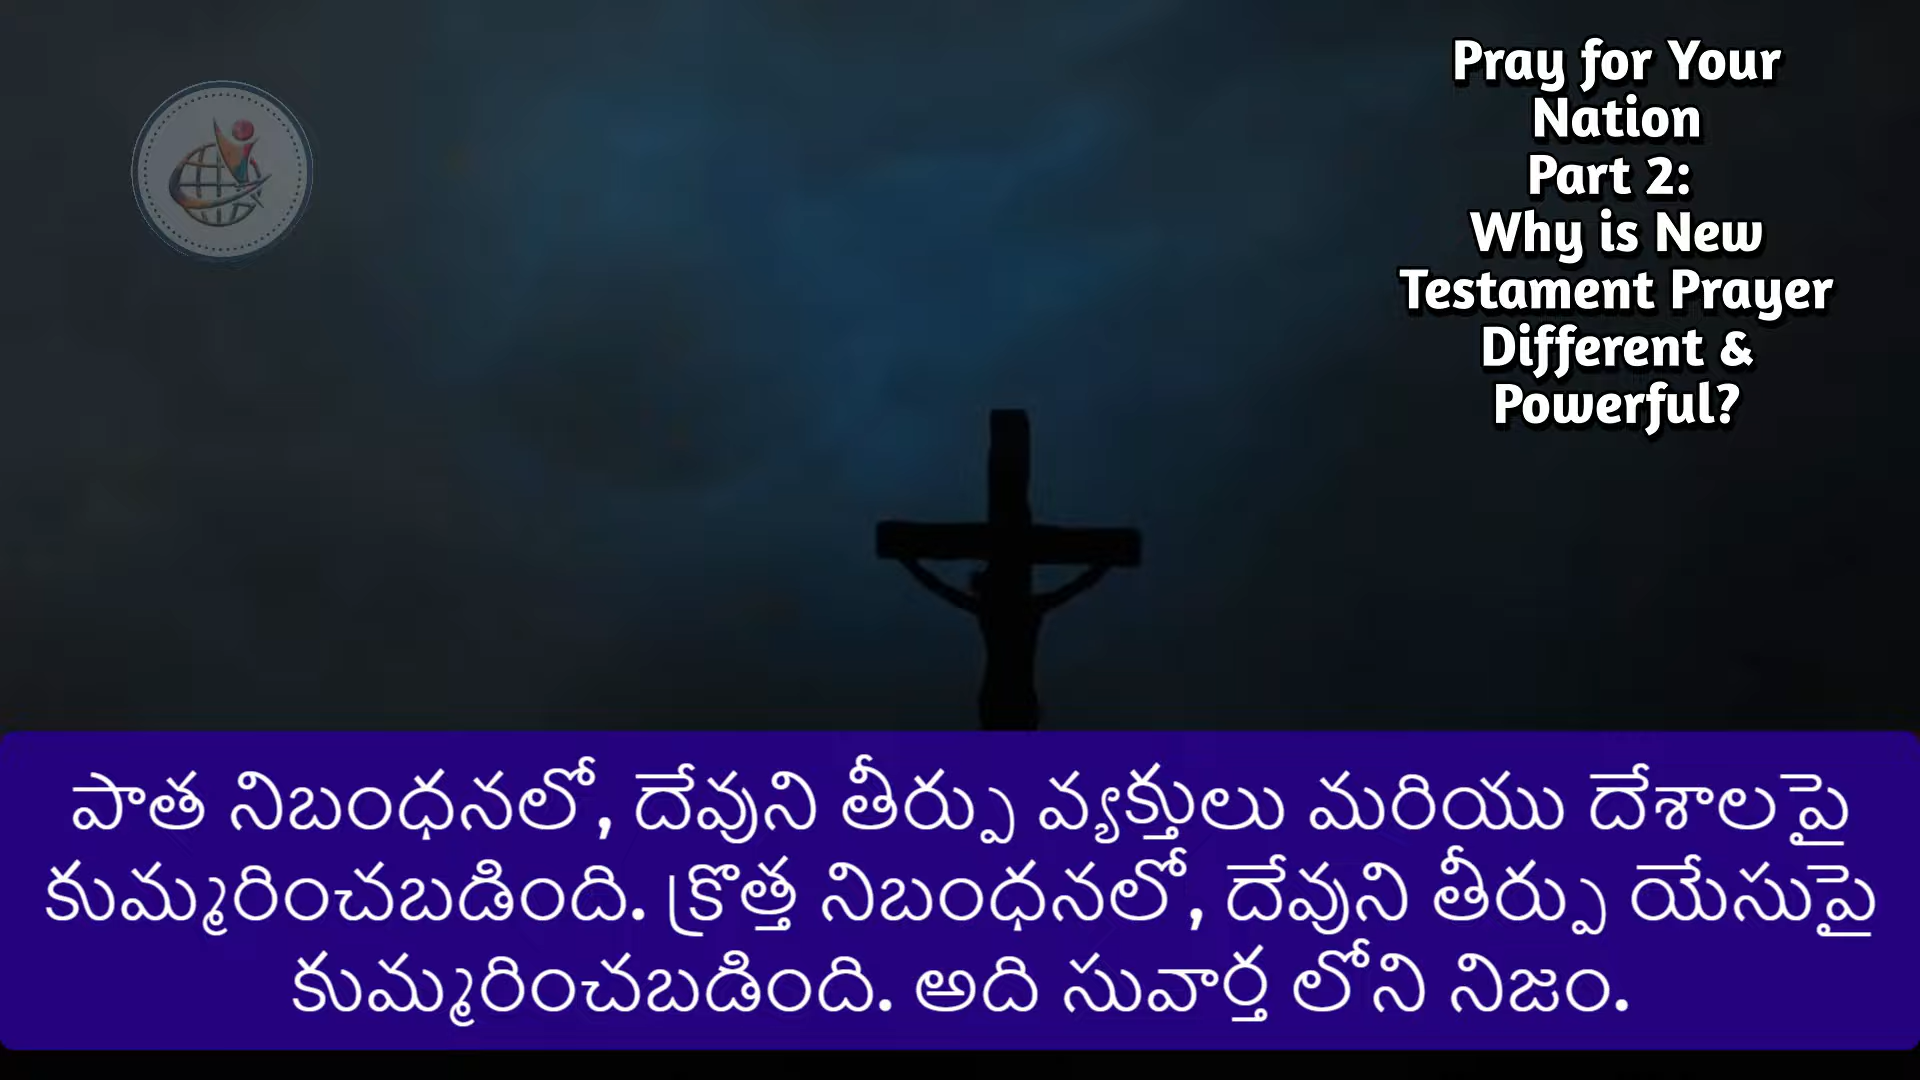 Pray for Your
Nation
Part 2:
Why is New
Testament Prayer
Different &
Powerful?
పాత నిబంధనలో, దేవుని తీర్పు వ్యక్తులు మరియు దేశాలపై
కుమ్మరించబడింది. క్రొత్త నిబంధనలో, దేవుని తీర్పు యేసుపై
కుమ్మరించబడింది. అది సువార్త లోని నిజం.